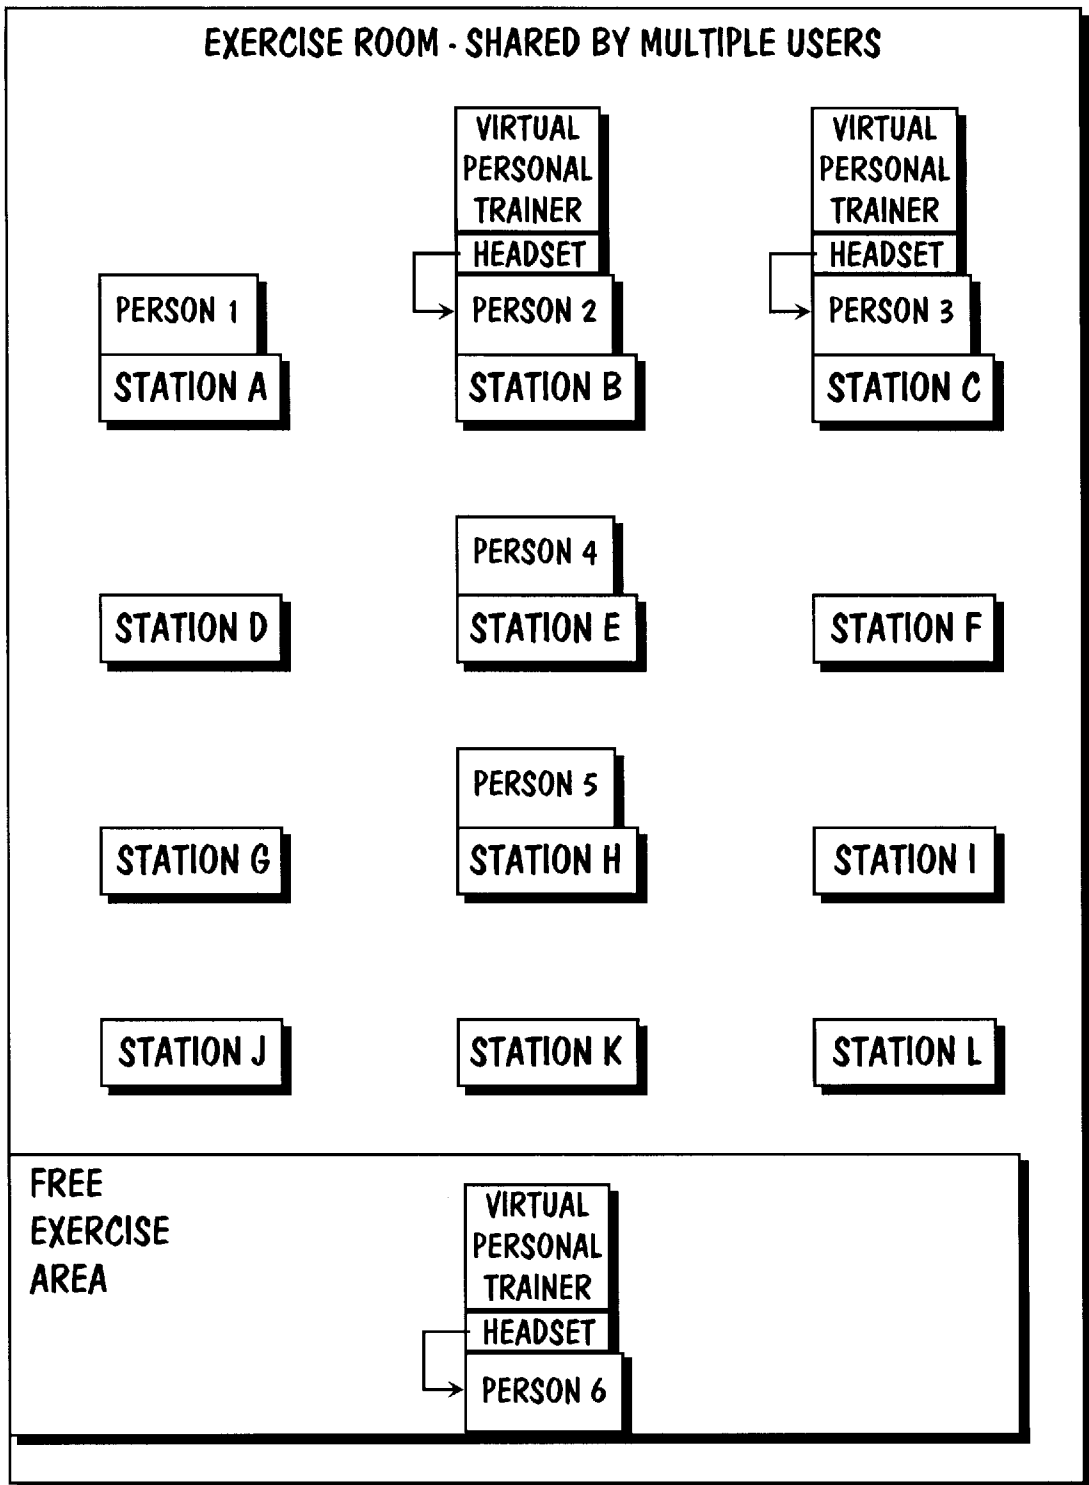 EXERCISE ROOM - SHARED BY MULTIPLE USERS
VIRTUAL
PERSONAL
TRAINER
HEADSET
VIRTUAL
PERSONAL
TRAINER
HEADSET
PERSON 1
PERSON 2
PERSON 3
STATION A
STATION B
STATION C
PERSON 4
STATION D
STATION E
STATION F
PERSON 5
STATION G
STATION H
STATION I
STATION J
STATION K
STATION L
FREE
EXERCISE
AREA
VIRTUAL
PERSONAL
TRAINER
HEADSET
PERSON 6